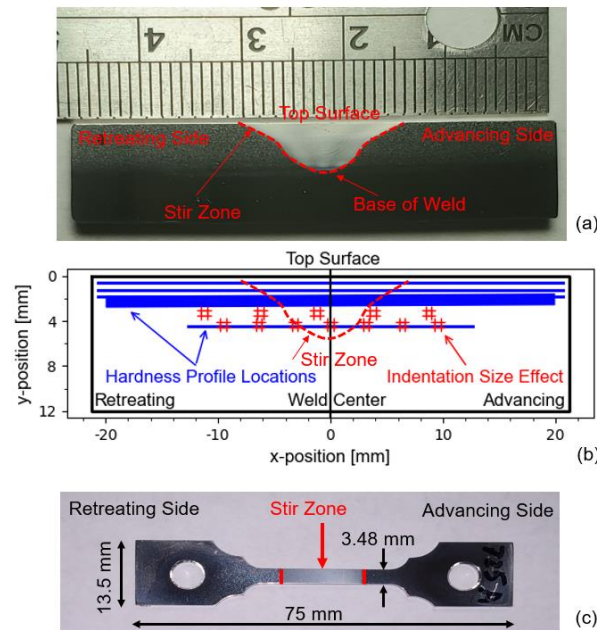 CM
4 3 2 1
Top Surface
Retreating Side Advancing Side
Stir Zone
Base of Weld
(a)
Top Surface
0
4
8
12
y-position [mm]
Stir Zone
Hardness Profile Locations
Indentation Size Effect
Retreating Weld Center Advancing
-20 -10 0 10 20
x-position [mm]
(b)
Retreating Side Stir Zone Advancing Side
3.48 mm
13.5 mm
75 mm
(c)